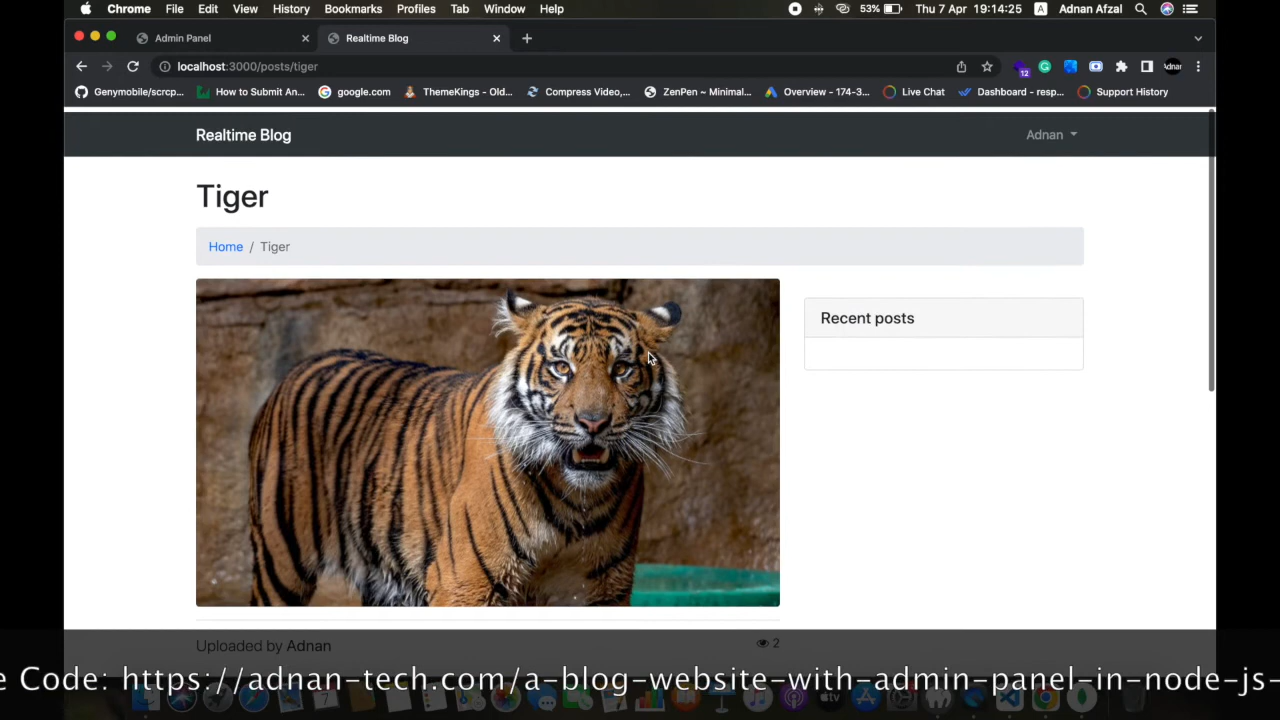 Chrome File Edit View History Bookmarks Profiles Tab Window Help 53% Thu 7 Apr 19:14:25 A Adnan Afzal
Admin Panel Realtime Blog
localhost:3000/posts/tiger 12 Adnan
Genymobile/scrcp... How to Submit An... google.com ThemeKings - Old... Compress Video,... ZenPen ~ Minimal... Overview - 174-3... Live Chat Dashboard - resp... Support History
Realtime Blog Adnan
Tiger
Home / Tiger
Recent posts
Uploaded by Adnan 2
e Code: https://adnan-tech.com/a-blog-website-with-admin-panel-in-node-js-